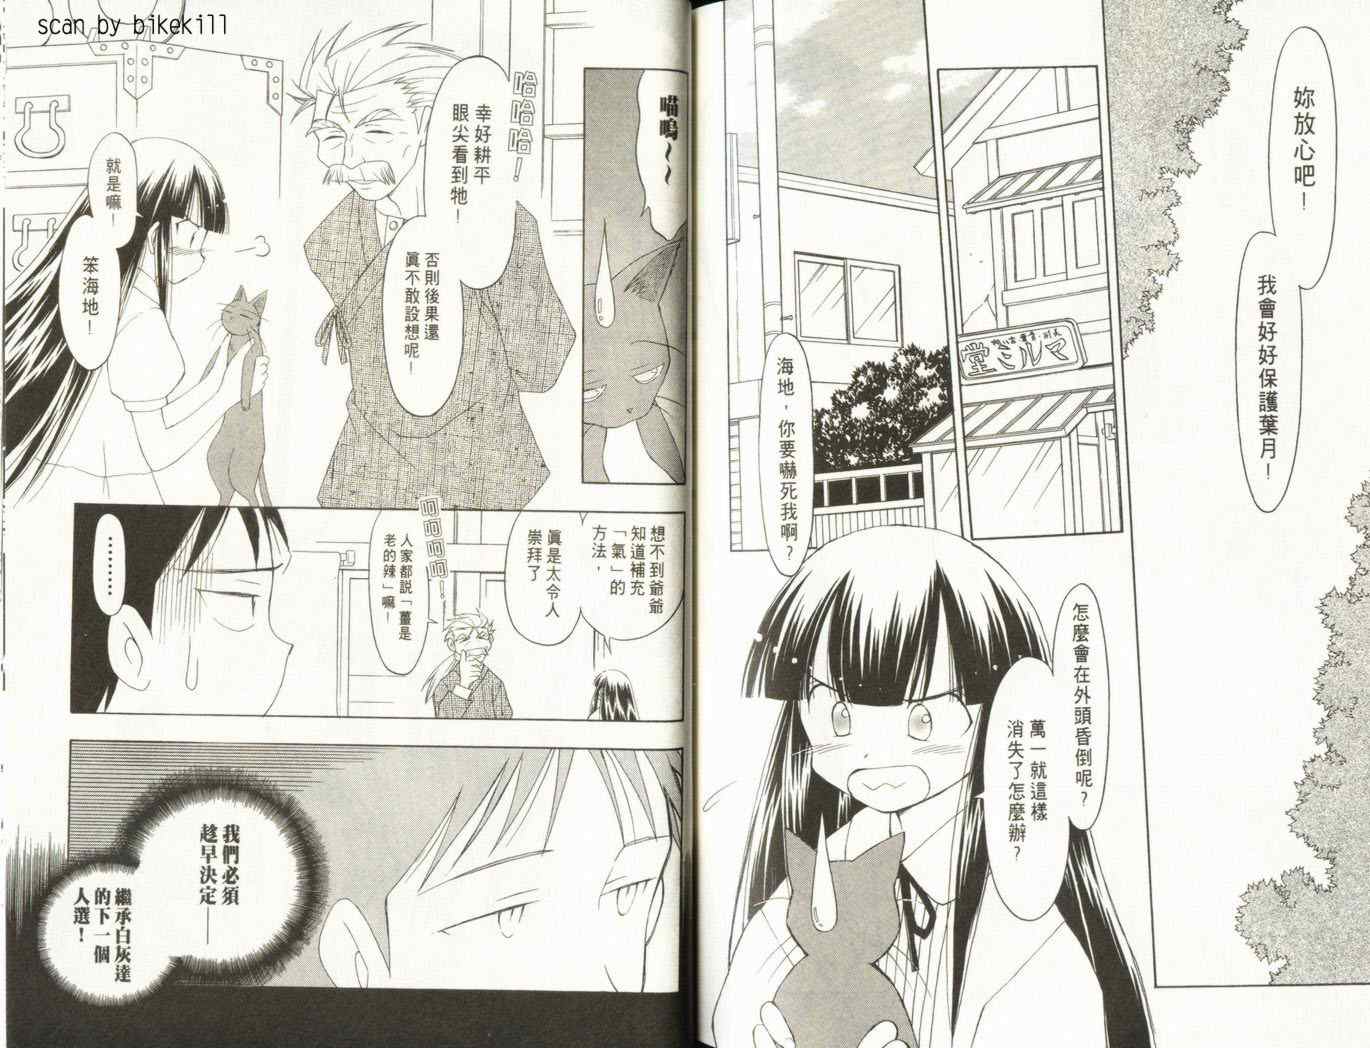 scan by bikekill
妳放心吧！
我會好好保護葉月！
マルミ堂
海地，你要嚇死我啊？
怎麼會在外頭昏倒呢？
萬一就這樣
消失了怎麼辦？
喵嗚～～
哈哈哈！
幸好耕平
眼尖看到牠！
否則後果還
真不敢設想呢！
就是嘛！
笨海地！
想不到爺爺
知道補充
「氣」的
方法，
真是太令人
崇拜了
呵呵呵呵！
人家都說「薑是
老的辣」嘛！
………
我們必須
趁早決定──
繼承白灰達
的下一個
人選！